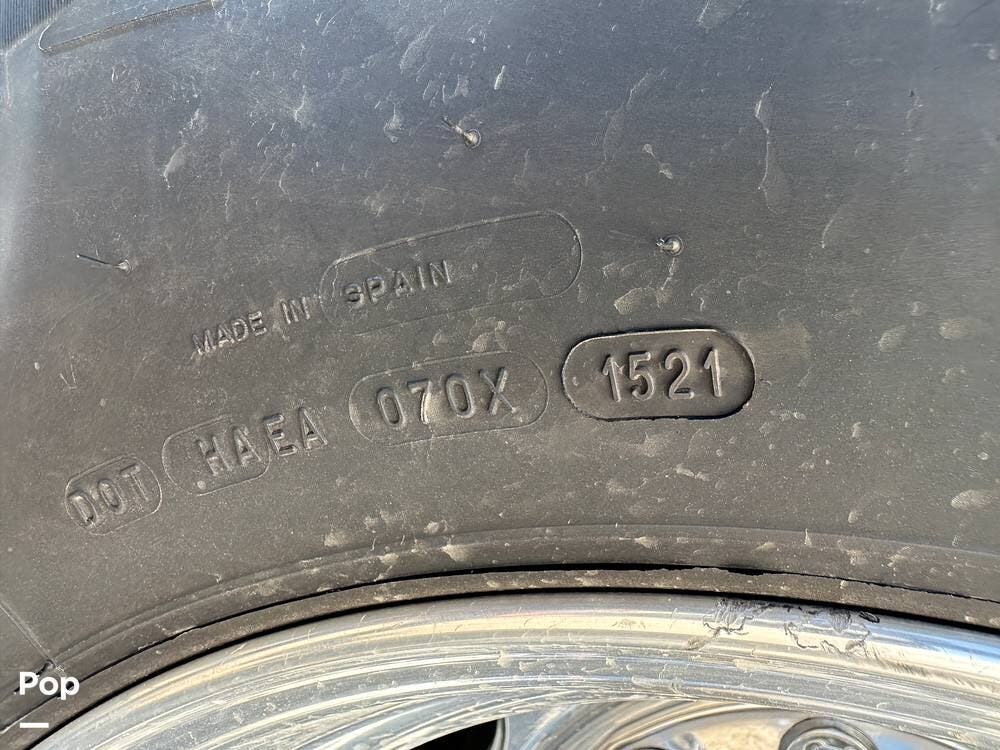 MADE IN SPAIN
DOT HAEA 070X 1521
Pop